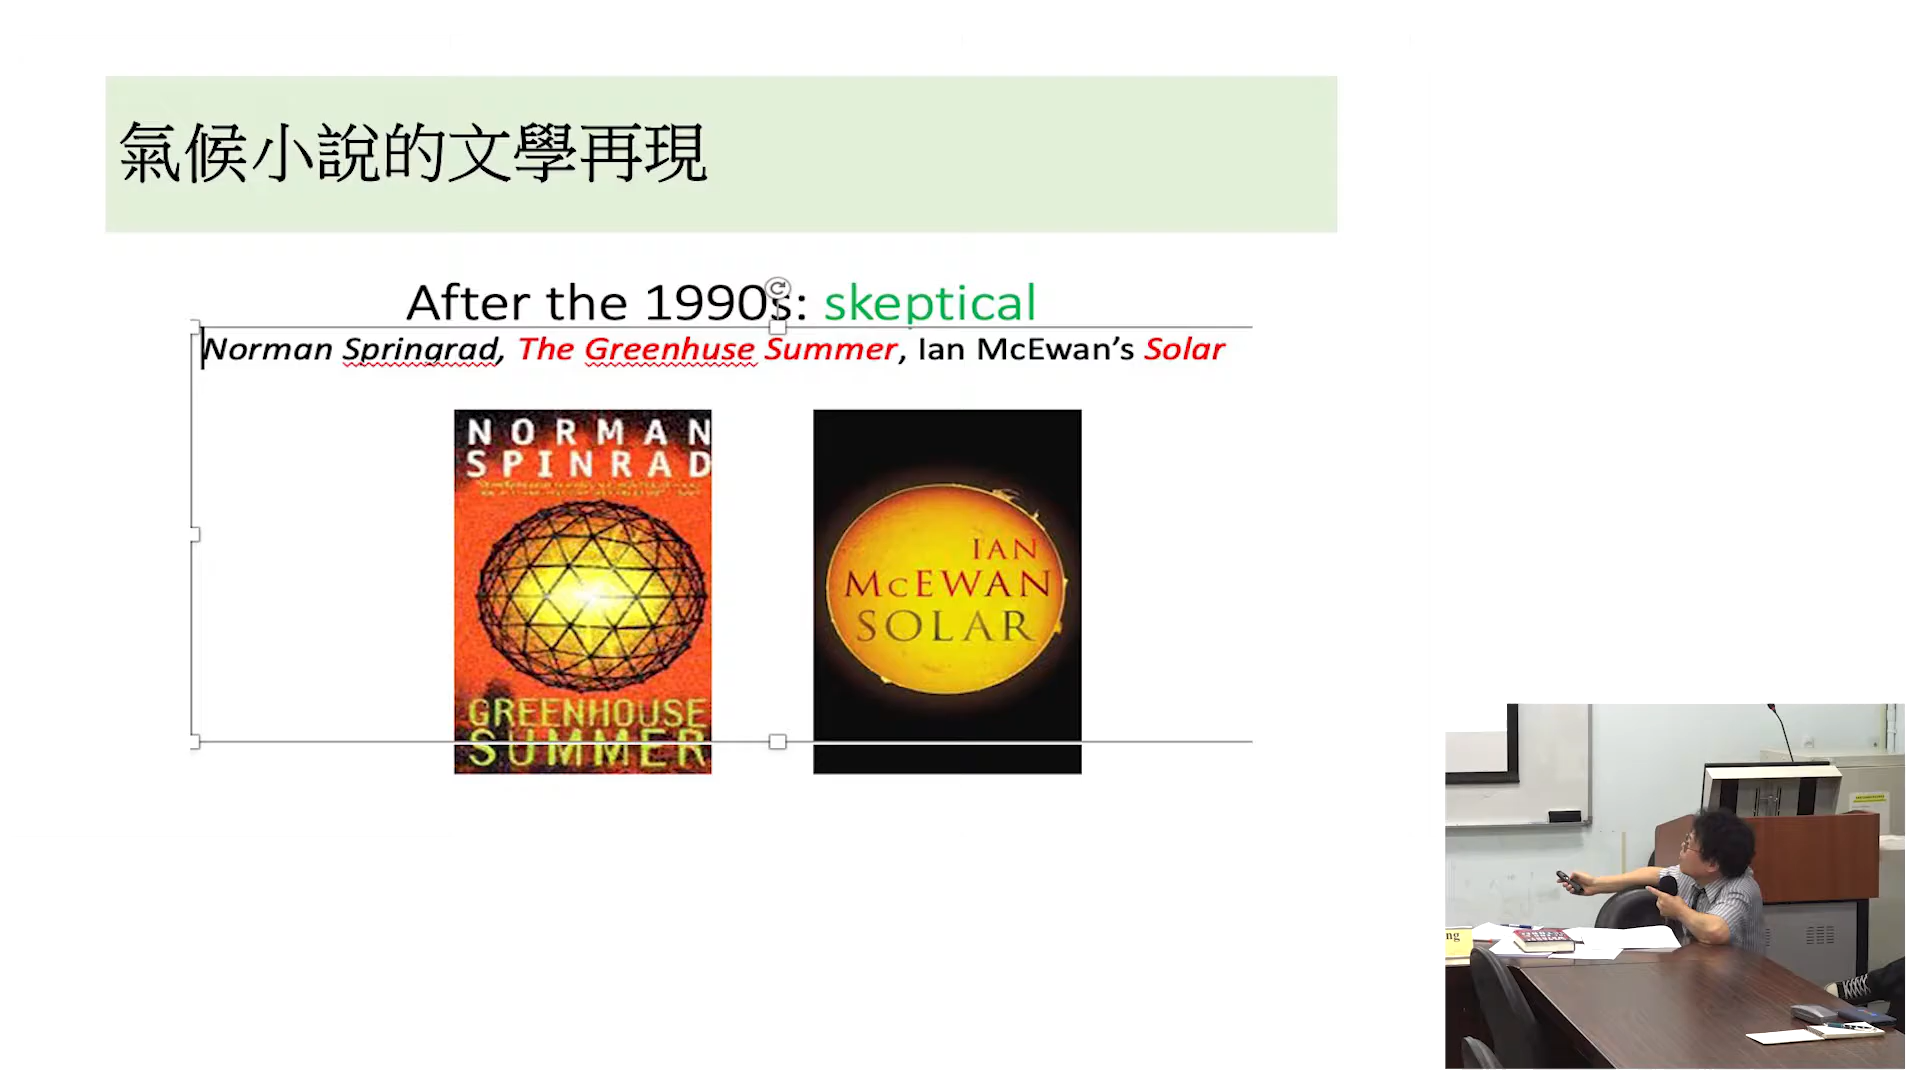 氣候小說的文學再現
After the 1990s: skeptical
Norman Springrad, The Greenhuse Summer, Ian McEwan's Solar
NORMAN
SPINRAD
GREENHOUSE
SUMMER
IAN
McEWAN
SOLAR
ng